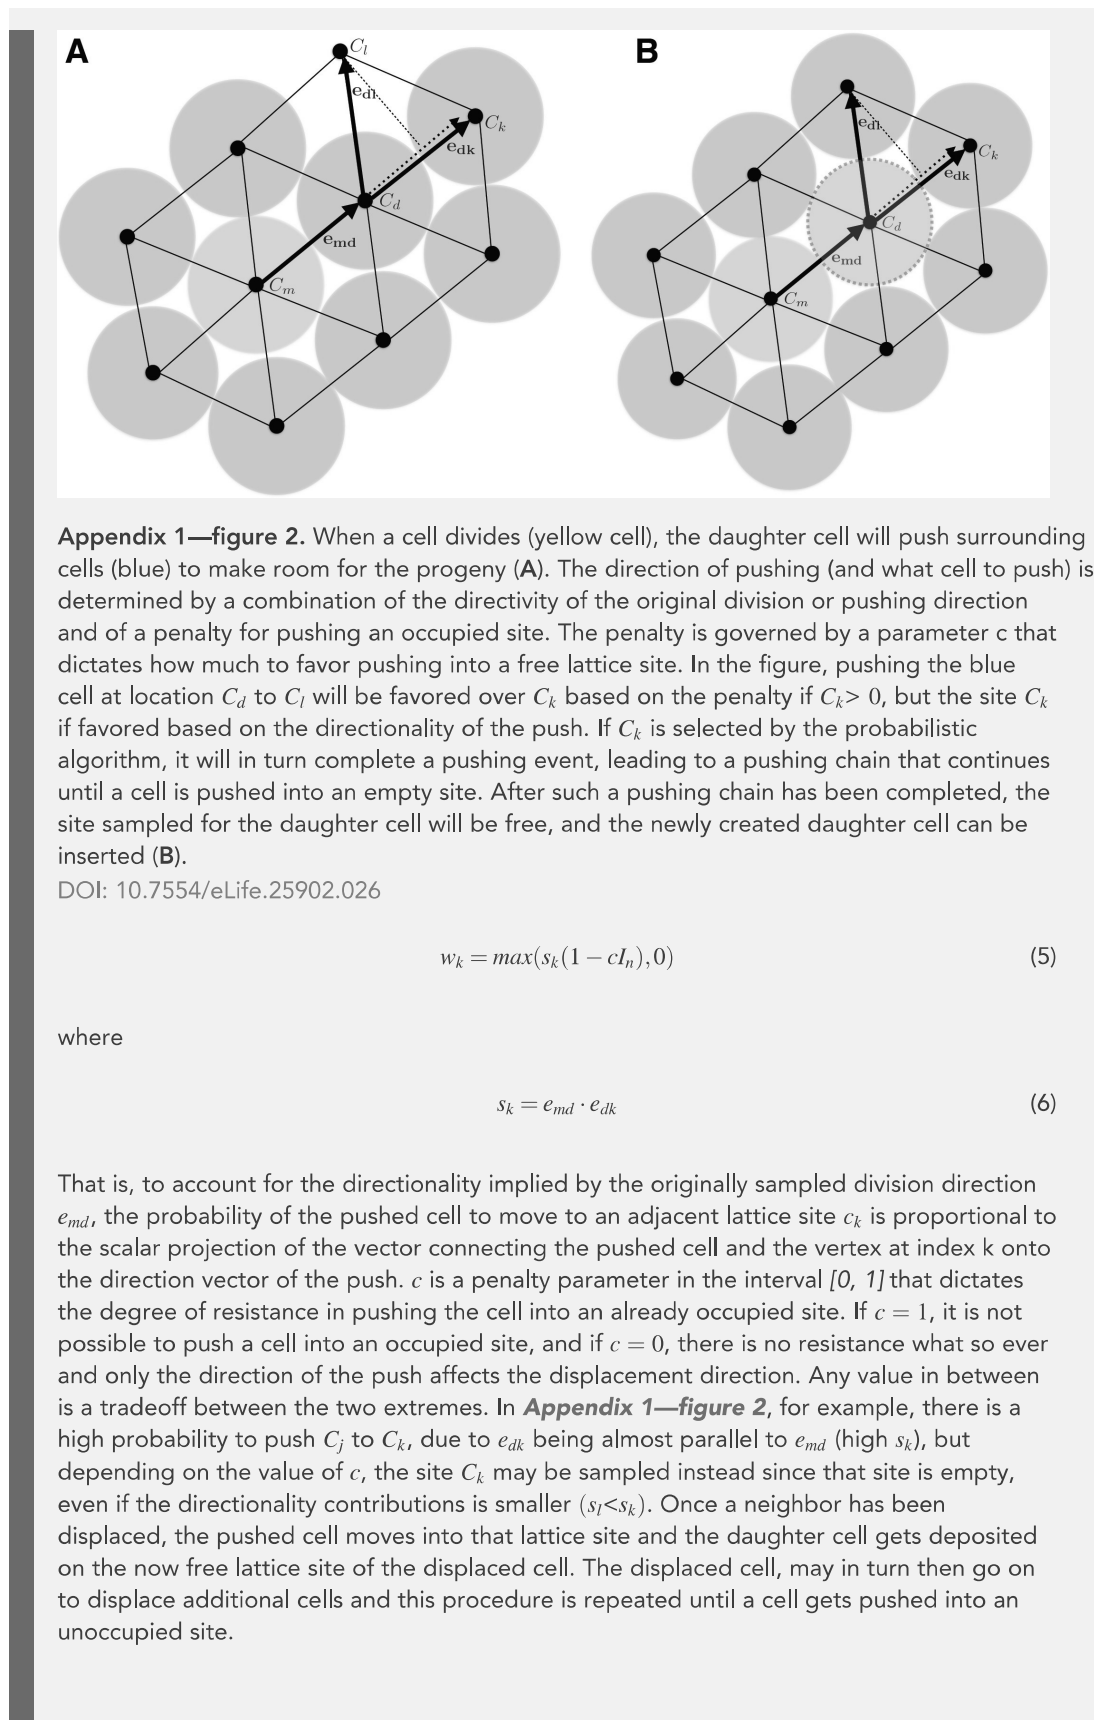 A
B
C_l
e_dl
C_k
e_dk
C_d
e_md
C_m
e_dl
C_k
e_dk
C_d
e_md
C_m
Appendix 1—figure 2. When a cell divides (yellow cell), the daughter cell will push surrounding
cells (blue) to make room for the progeny (A). The direction of pushing (and what cell to push) is
determined by a combination of the directivity of the original division or pushing direction
and of a penalty for pushing an occupied site. The penalty is governed by a parameter c that
dictates how much to favor pushing into a free lattice site. In the figure, pushing the blue
cell at location C_d to C_l will be favored over C_k based on the penalty if C_k> 0, but the site C_k
if favored based on the directionality of the push. If C_k is selected by the probabilistic
algorithm, it will in turn complete a pushing event, leading to a pushing chain that continues
until a cell is pushed into an empty site. After such a pushing chain has been completed, the
site sampled for the daughter cell will be free, and the newly created daughter cell can be
inserted (B).
DOI: 10.7554/eLife.25902.026
w_k = max(s_k(1 − cI_n), 0) (5)
where
s_k = e_md · e_dk (6)
That is, to account for the directionality implied by the originally sampled division direction
e_md, the probability of the pushed cell to move to an adjacent lattice site c_k is proportional to
the scalar projection of the vector connecting the pushed cell and the vertex at index k onto
the direction vector of the push. c is a penalty parameter in the interval [0, 1] that dictates
the degree of resistance in pushing the cell into an already occupied site. If c = 1, it is not
possible to push a cell into an occupied site, and if c = 0, there is no resistance what so ever
and only the direction of the push affects the displacement direction. Any value in between
is a tradeoff between the two extremes. In Appendix 1—figure 2, for example, there is a
high probability to push C_j to C_k, due to e_dk being almost parallel to e_md (high s_k), but
depending on the value of c, the site C_k may be sampled instead since that site is empty,
even if the directionality contributions is smaller (s_l<s_k). Once a neighbor has been
displaced, the pushed cell moves into that lattice site and the daughter cell gets deposited
on the now free lattice site of the displaced cell. The displaced cell, may in turn then go on
to displace additional cells and this procedure is repeated until a cell gets pushed into an
unoccupied site.